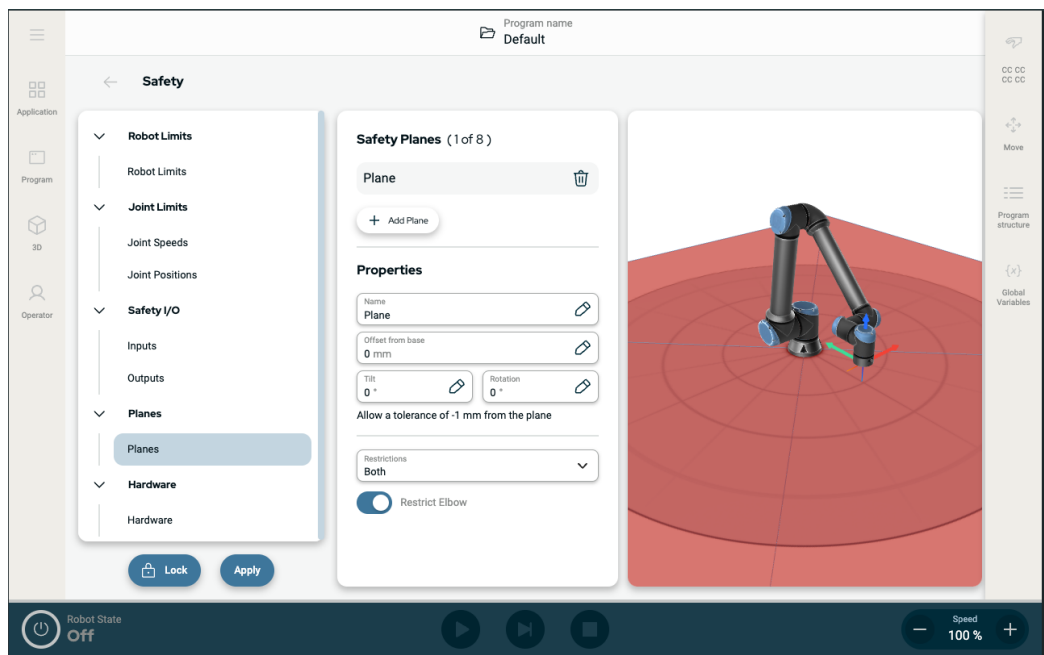 Program name
Default
Safety
Application
Program
3D
Operator
Robot Limits
Robot Limits
Joint Limits
Joint Speeds
Joint Positions
Safety I/O
Inputs
Outputs
Planes
Planes
Hardware
Hardware
Lock
Apply
Safety Planes (1 of 8)
Plane
+ Add Plane
Properties
Name
Plane
Offset from base
0 mm
Tilt
0 °
Rotation
0 °
Allow a tolerance of -1 mm from the plane
Restrictions
Both
Restrict Elbow
CC CC
CC CC
Move
Program
structure
{x}
Global
Variables
Robot State
Off
Speed
100 %